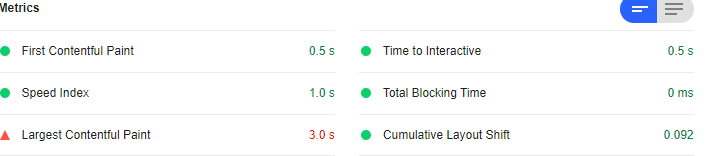 Metrics
First Contentful Paint 0.5 s
Time to Interactive 0.5 s
Speed Index 1.0 s
Total Blocking Time 0 ms
Largest Contentful Paint 3.0 s
Cumulative Layout Shift 0.092